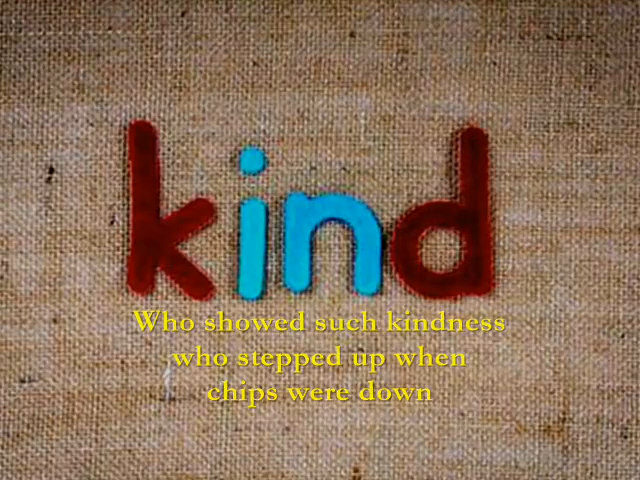 kind
Who showed such kindness
who stepped up when
chips were down